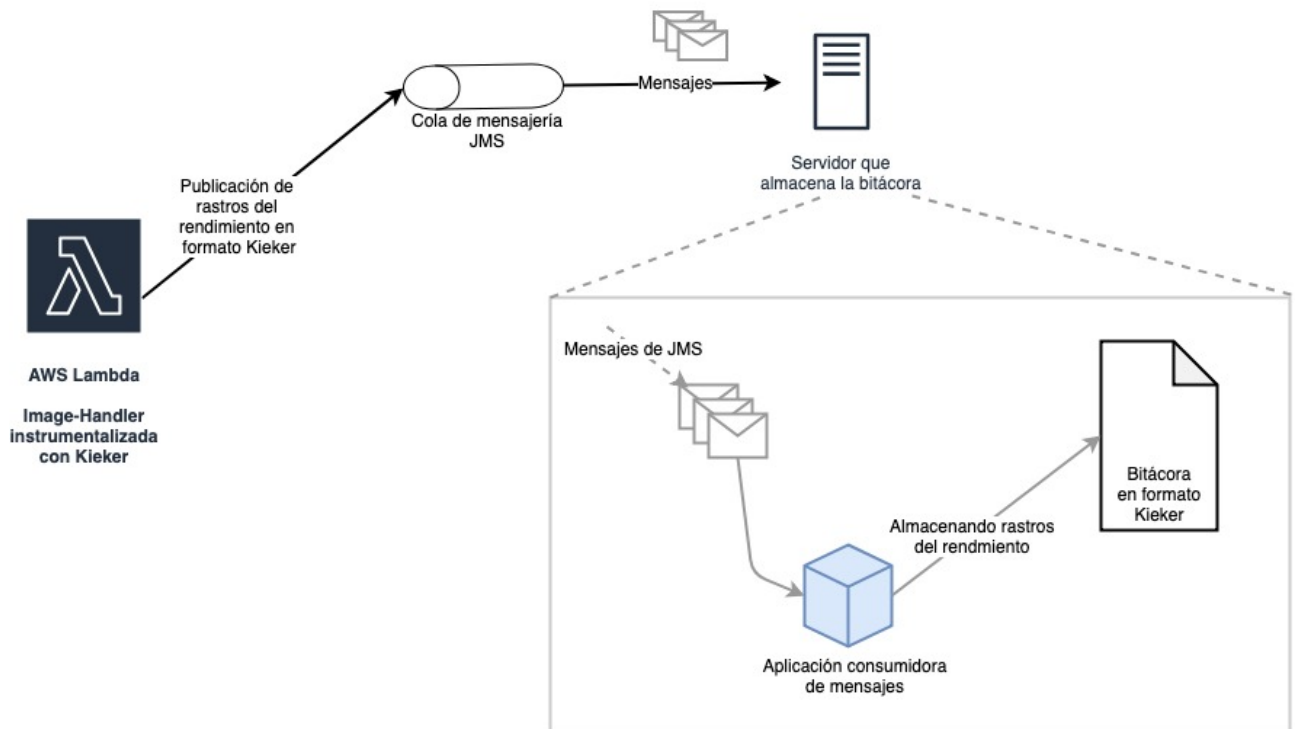 Mensajes
Cola de mensajería
JMS
Servidor que
almacena la bitácora
Publicación de
rastros del
rendimiento en
formato Kieker
AWS Lambda
Image-Handler
instrumentalizada
con Kieker
Mensajes de JMS
Bitácora
en formato
Kieker
Almacenando rastros
del rendmiento
Aplicación consumidora
de mensajes